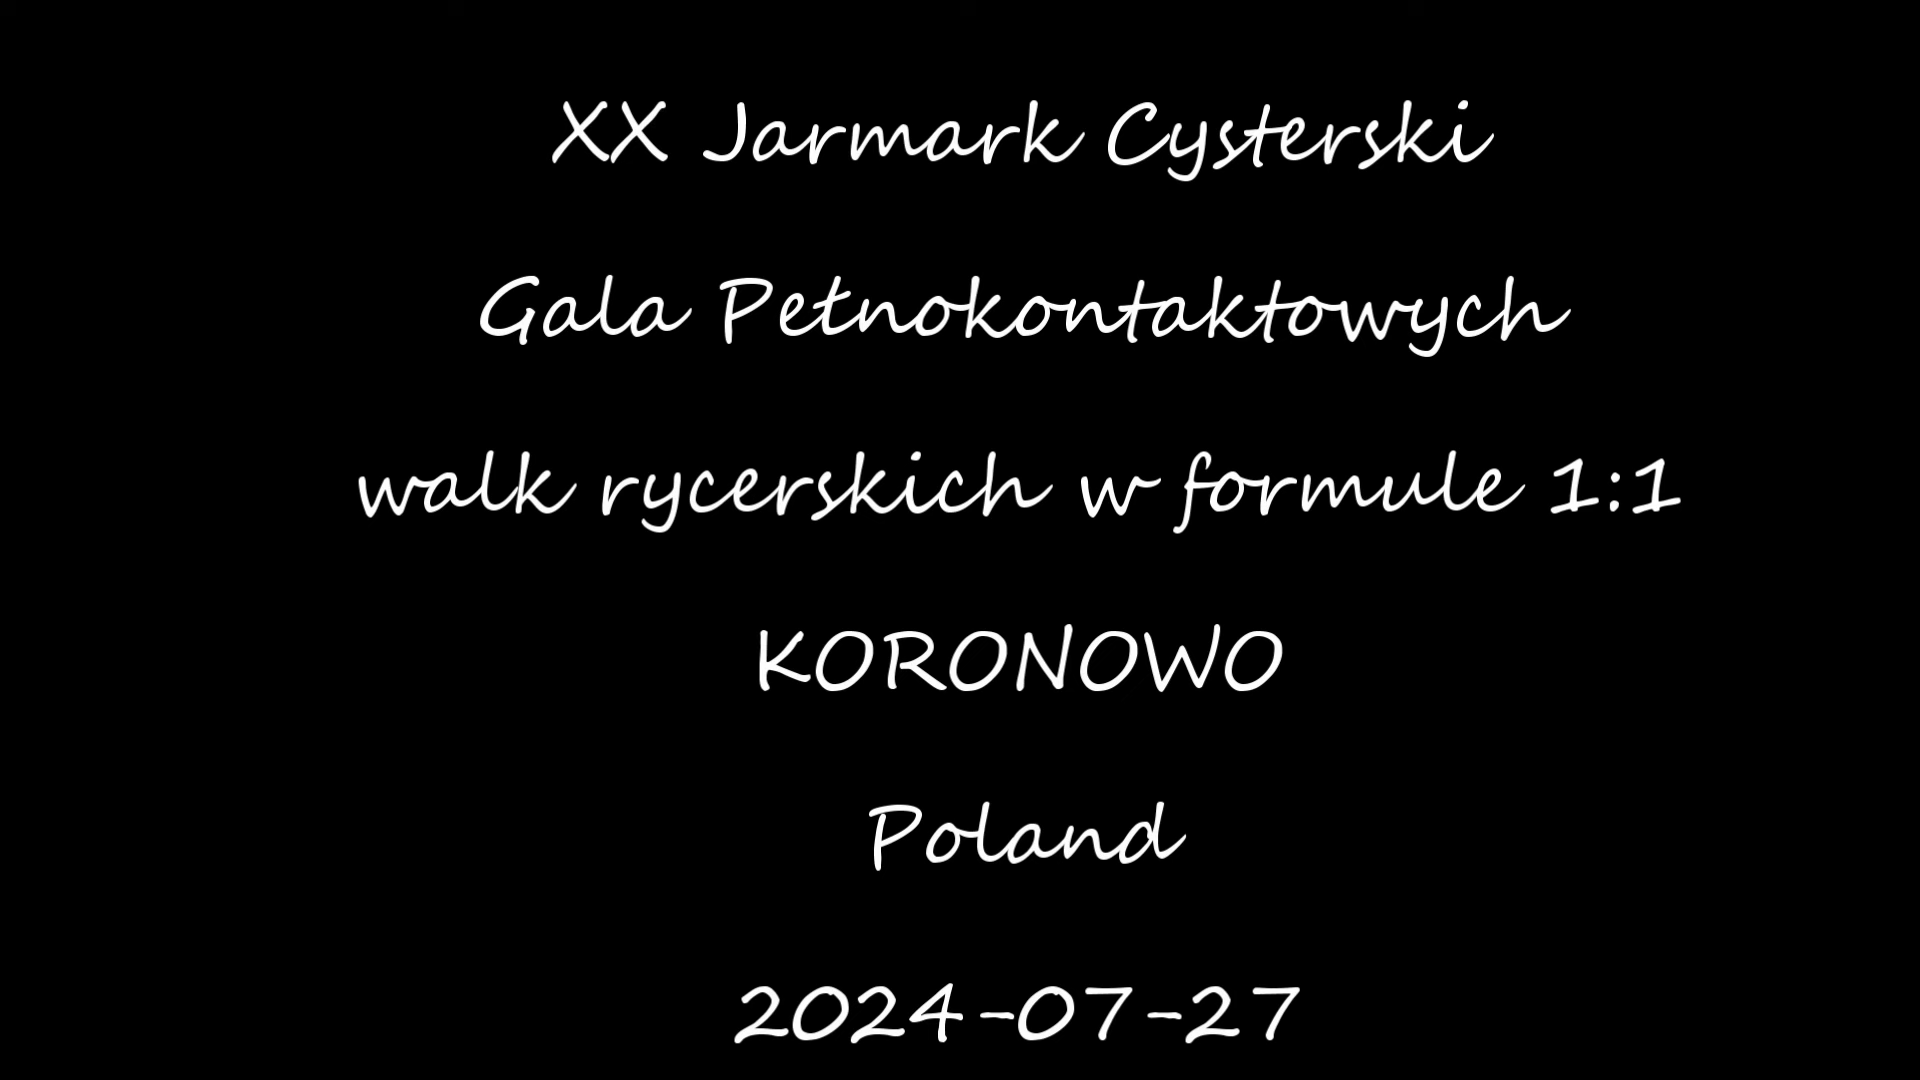 XX Jarmark Cysterski
Gala Pełnokontaktowych
walk rycerskich w formule 1:1
KORONOWO
Poland
2024-07-27